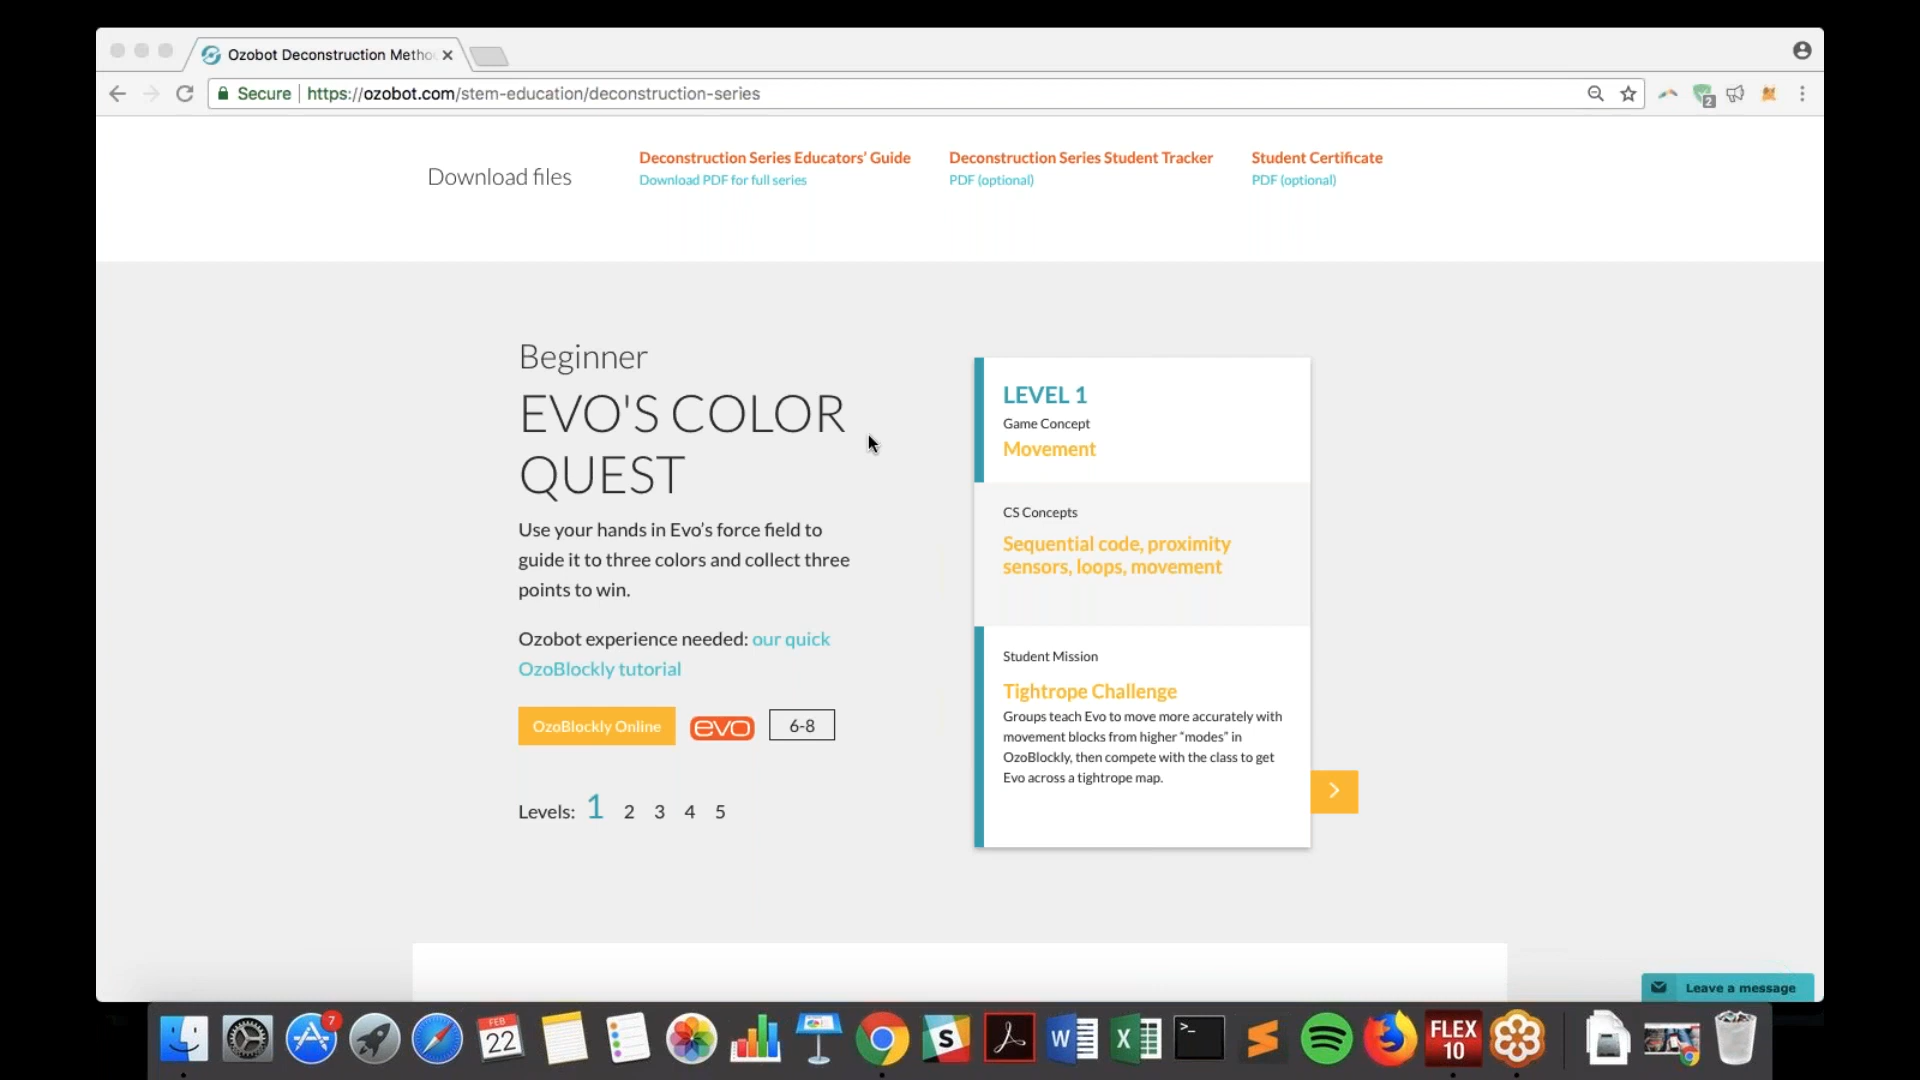 Ozobot Deconstruction Metho
Secure
https://ozobot.com/stem-education/deconstruction-series
2
Download files
Deconstruction Series Educators' Guide
Download PDF for full series
Deconstruction Series Student Tracker
PDF (optional)
Student Certificate
PDF (optional)
Beginner
EVO'S COLOR
QUEST
Use your hands in Evo's force field to
guide it to three colors and collect three
points to win.
Ozobot experience needed: our quick
OzoBlockly tutorial
OzoBlockly Online
evo
6-8
Levels: 1 2 3 4 5
LEVEL 1
Game Concept
Movement
CS Concepts
Sequential code, proximity
sensors, loops, movement
Student Mission
Tightrope Challenge
Groups teach Evo to move more accurately with
movement blocks from higher “modes” in
OzoBlockly, then compete with the class to get
Evo across a tightrope map.
Leave a message
7
FEB
22
S
W
X
>_
S
FLEX
10